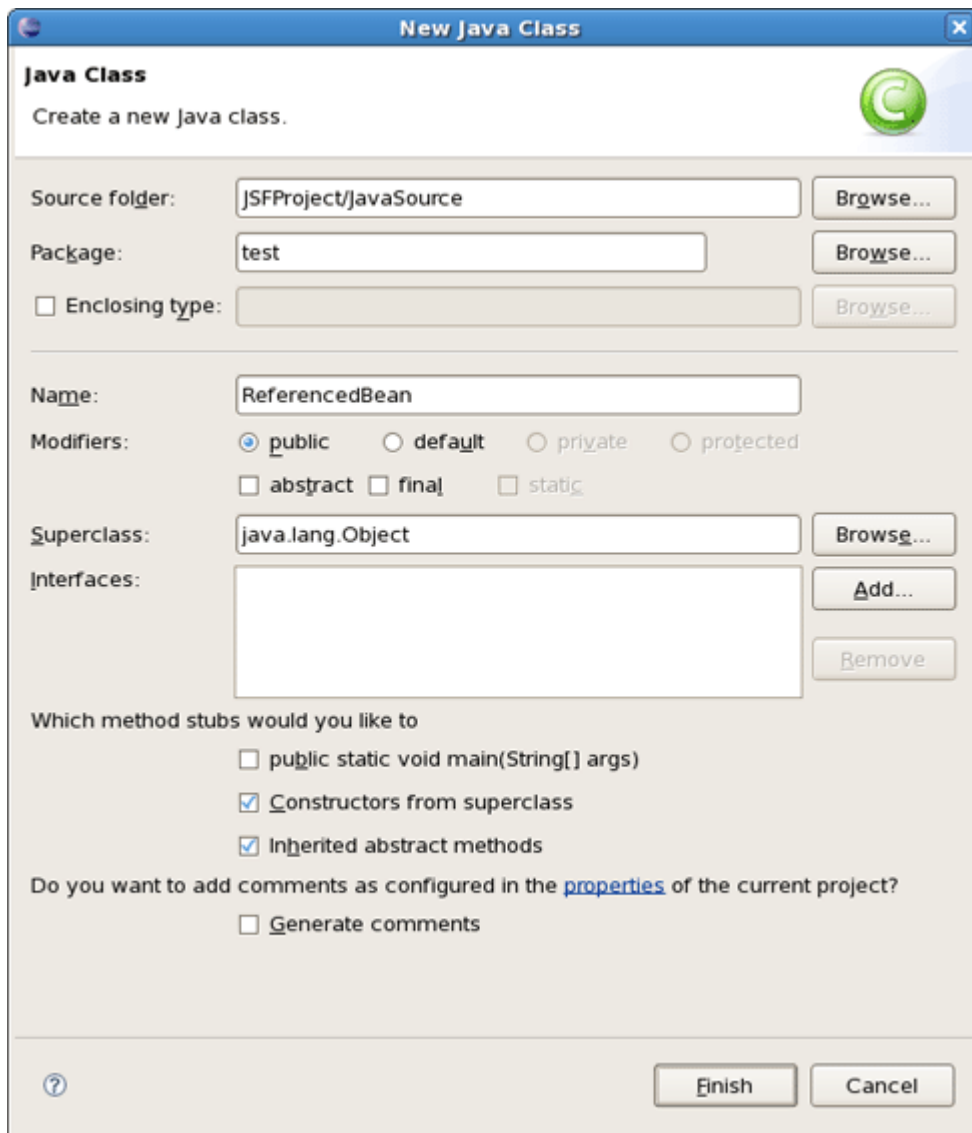 New Java Class
Java Class
Create a new Java class.
Source folder: JSFProject/JavaSource Browse...
Package: test Browse...
Enclosing type: Browse...
Name: ReferencedBean
Modifiers: public default private protected
abstract final static
Superclass: java.lang.Object Browse...
Interfaces: Add...
Remove
Which method stubs would you like to
public static void main(String[] args)
Constructors from superclass
Inherited abstract methods
Do you want to add comments as configured in the properties of the current project?
Generate comments
? Finish Cancel